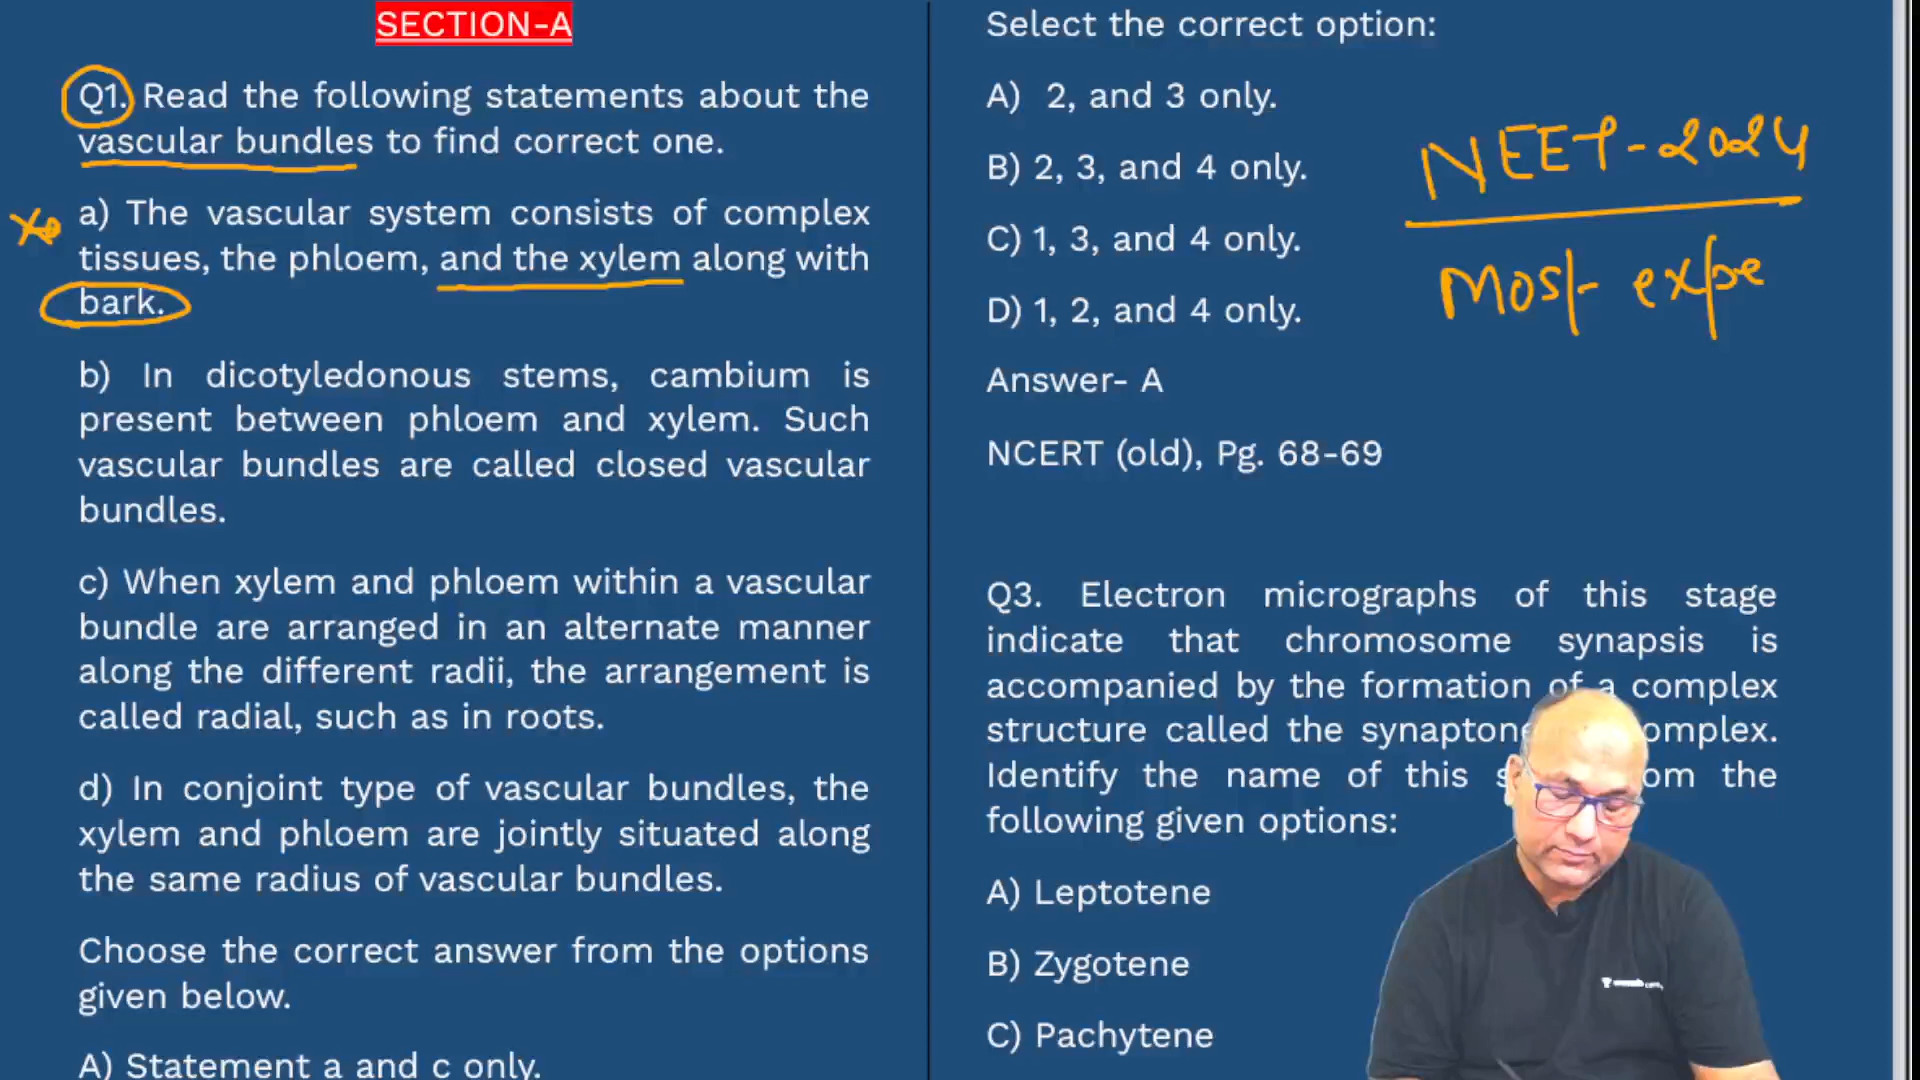 SECTION-A
Q1. Read the following statements about the
vascular bundles to find correct one.
a) The vascular system consists of complex
tissues, the phloem, and the xylem along with
bark.
b) In dicotyledonous stems, cambium is
present between phloem and xylem. Such
vascular bundles are called closed vascular
bundles.
c) When xylem and phloem within a vascular
bundle are arranged in an alternate manner
along the different radii, the arrangement is
called radial, such as in roots.
d) In conjoint type of vascular bundles, the
xylem and phloem are jointly situated along
the same radius of vascular bundles.
Choose the correct answer from the options
given below.
A) Statement a and c only.
Select the correct option:
A) 2, and 3 only.
B) 2, 3, and 4 only.
C) 1, 3, and 4 only.
D) 1, 2, and 4 only.
Answer- A
NCERT (old), Pg. 68-69
NEET-2024
Most- expe
Q3. Electron micrographs of this stage
indicate that chromosome synapsis is
accompanied by the formation of a complex
structure called the complex.
Identify the name of this the
following given options:
A) Leptotene
B) Zygotene
C) Pachytene